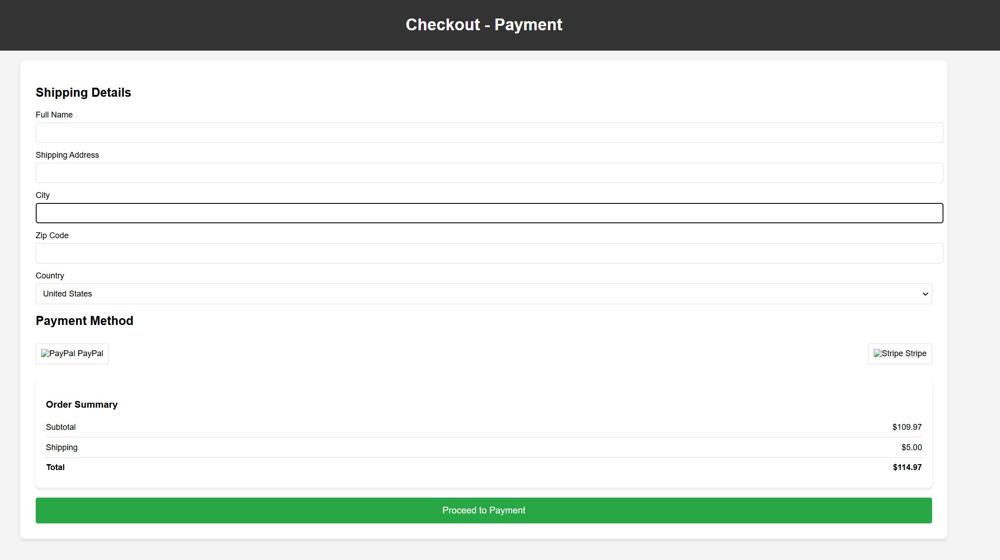 Checkout - Payment
Shipping Details
Full Name
Shipping Address
City
Zip Code
Country
United States
Payment Method
PayPal PayPal
Stripe Stripe
Order Summary
Subtotal $109.97
Shipping $5.00
Total $114.97
Proceed to Payment